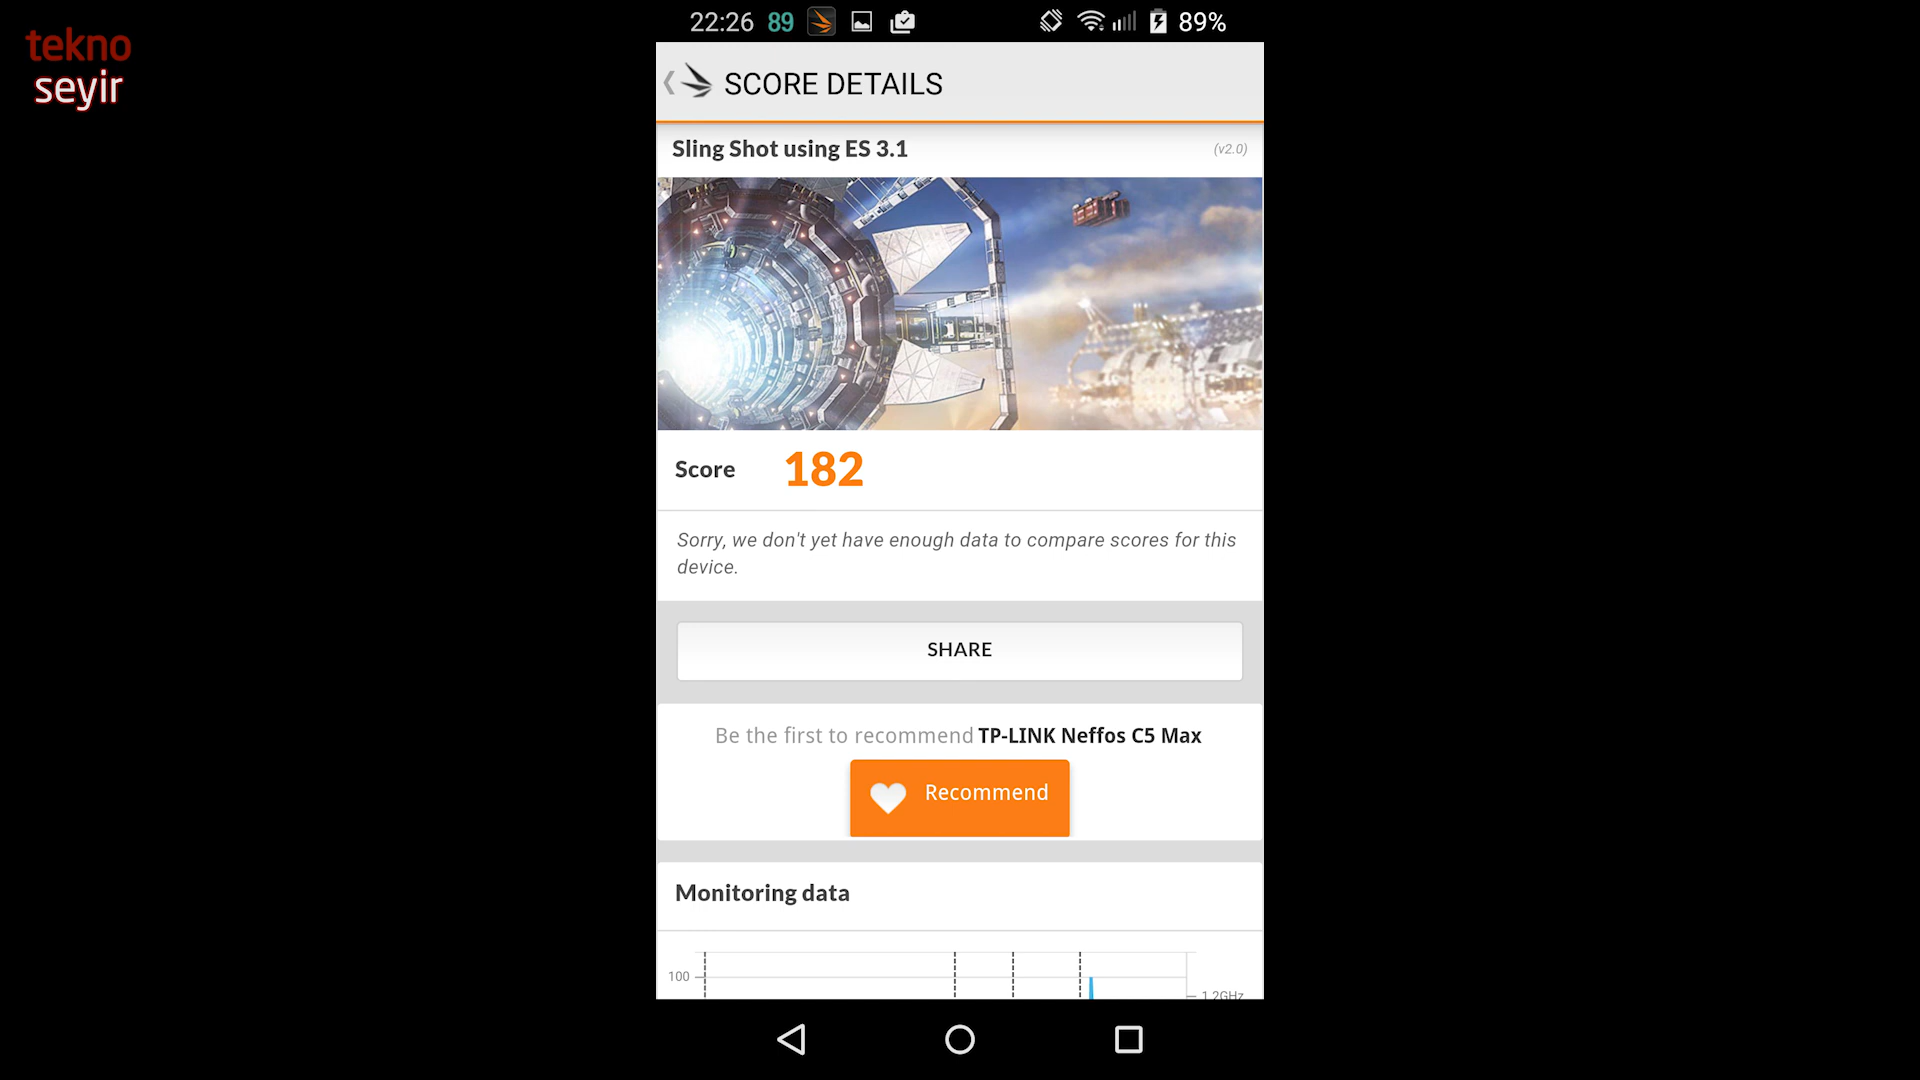 tekno
seyir
22:26 89 89%
SCORE DETAILS
Sling Shot using ES 3.1 (v2.0)
Score 182
Sorry, we don't yet have enough data to compare scores for this
device.
SHARE
Be the first to recommend TP-LINK Neffos C5 Max
Recommend
Monitoring data
100
1.2GHz